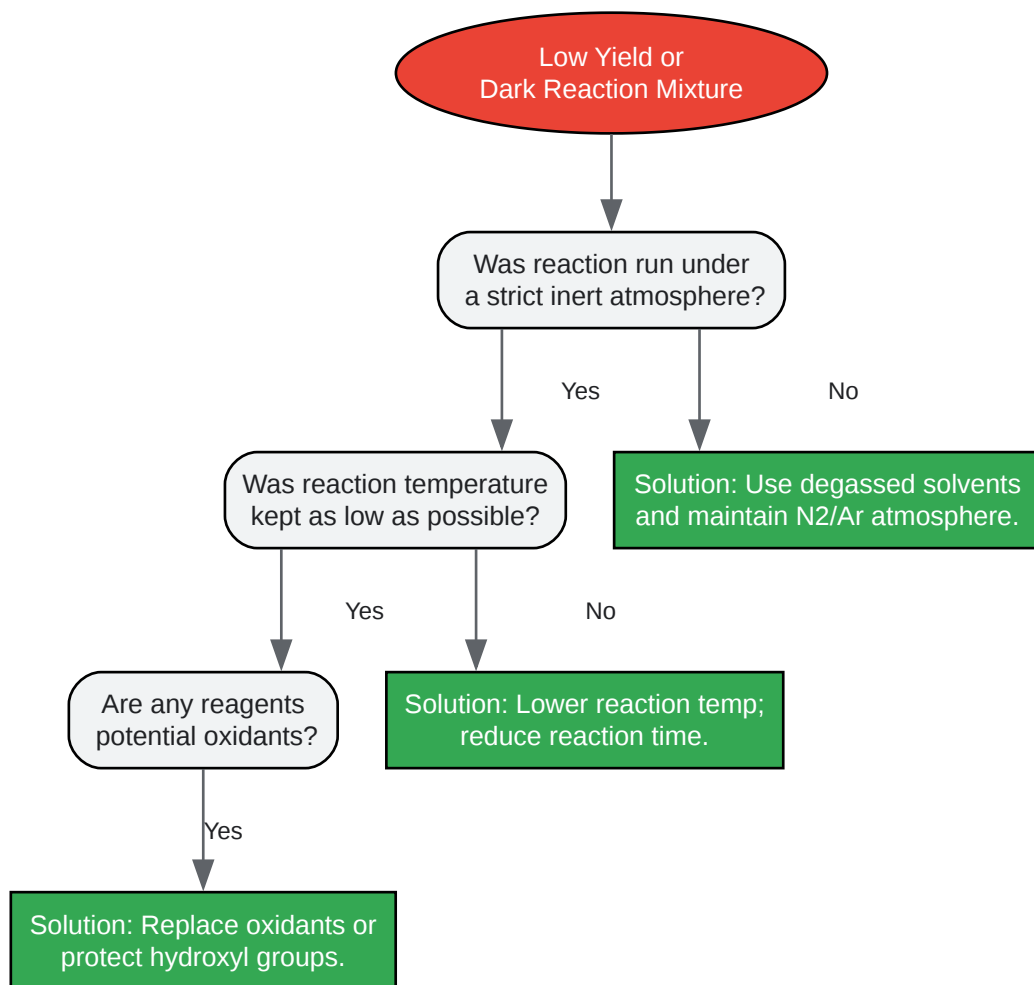 Low Yield or
Dark Reaction Mixture
Was reaction run under
a strict inert atmosphere?
Yes
No
Was reaction temperature
kept as low as possible?
Solution: Use degassed solvents
and maintain N2/Ar atmosphere.
Yes
No
Are any reagents
potential oxidants?
Solution: Lower reaction temp;
reduce reaction time.
Yes
Solution: Replace oxidants or
protect hydroxyl groups.